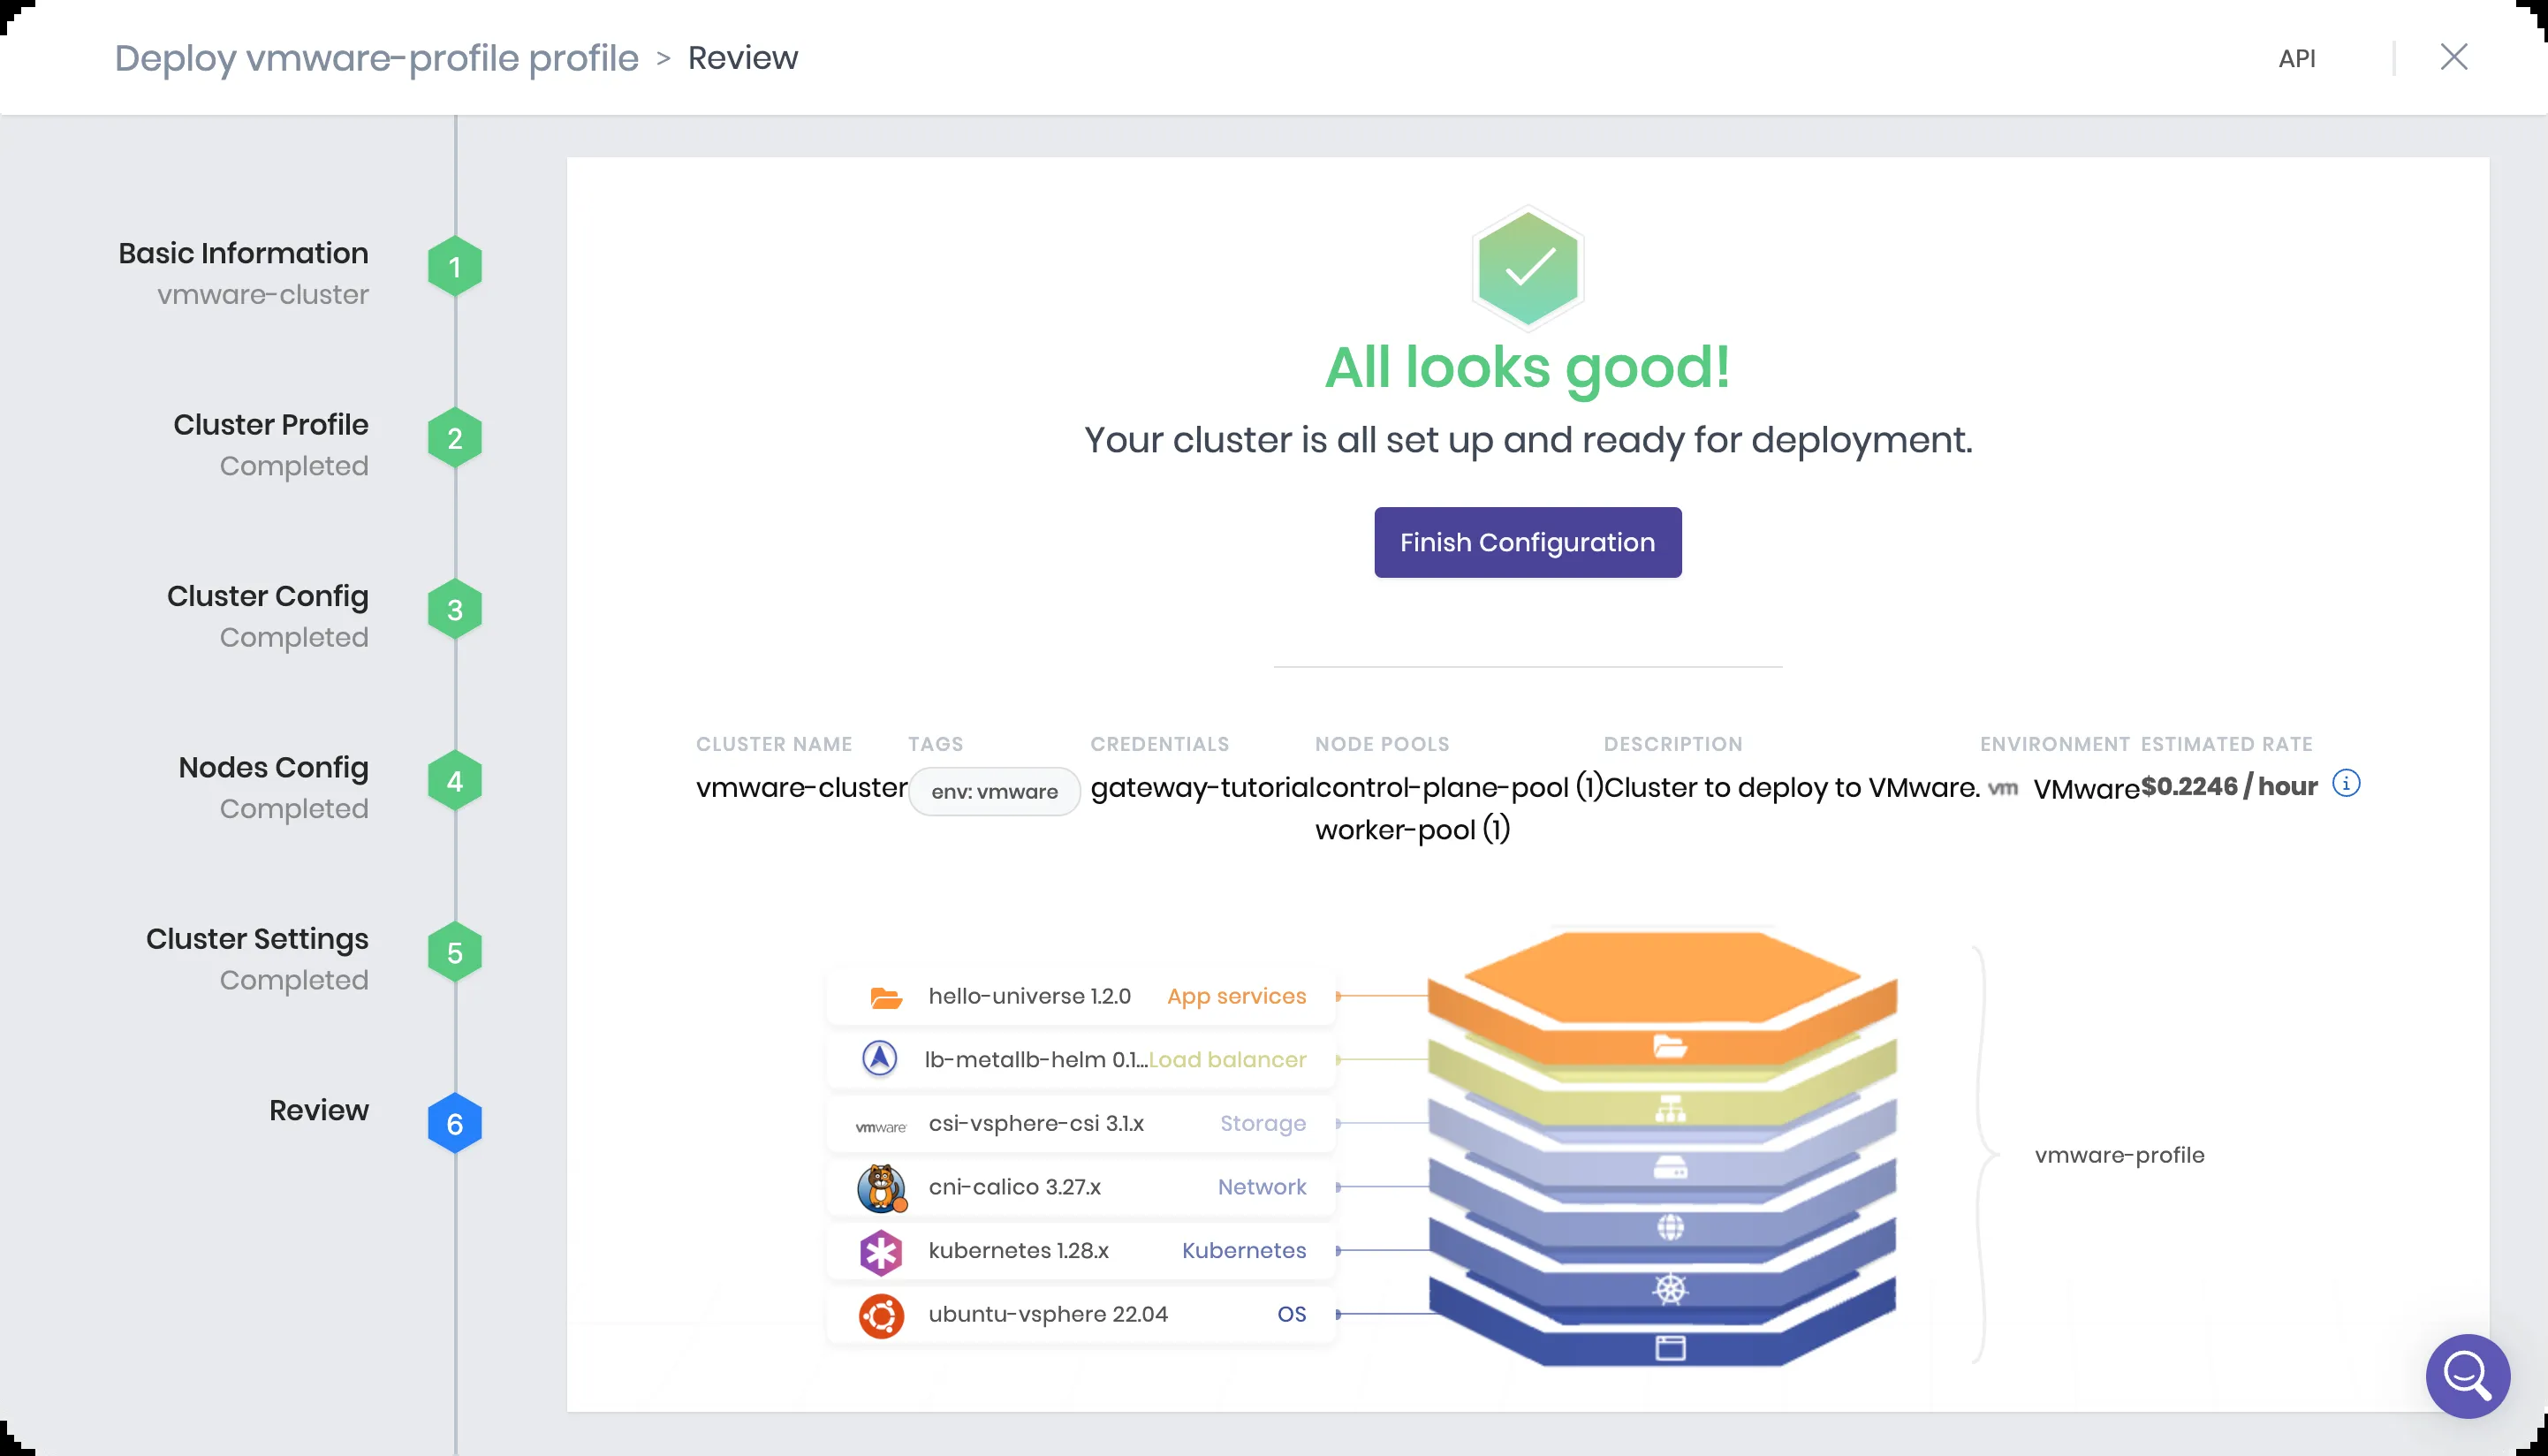 Deploy vmware-profile profile > Review
API
Basic Information
vmware-cluster
1
Cluster Profile
Completed
2
Cluster Config
Completed
3
Nodes Config
Completed
4
Cluster Settings
Completed
5
Review
6
All looks good!
Your cluster is all set up and ready for deployment.
Finish Configuration
CLUSTER NAME TAGS CREDENTIALS NODE POOLS DESCRIPTION ENVIRONMENT ESTIMATED RATE
vmware-cluster env: vmware gateway-tutorial control-plane-pool (1) Cluster to deploy to VMware. vm VMware $0.2246 / hour
worker-pool (1)
hello-universe 1.2.0 App services
lb-metallb-helm 0.1... Load balancer
vmware csi-vsphere-csi 3.1.x Storage
cni-calico 3.27.x Network
kubernetes 1.28.x Kubernetes
ubuntu-vsphere 22.04 OS
vmware-profile